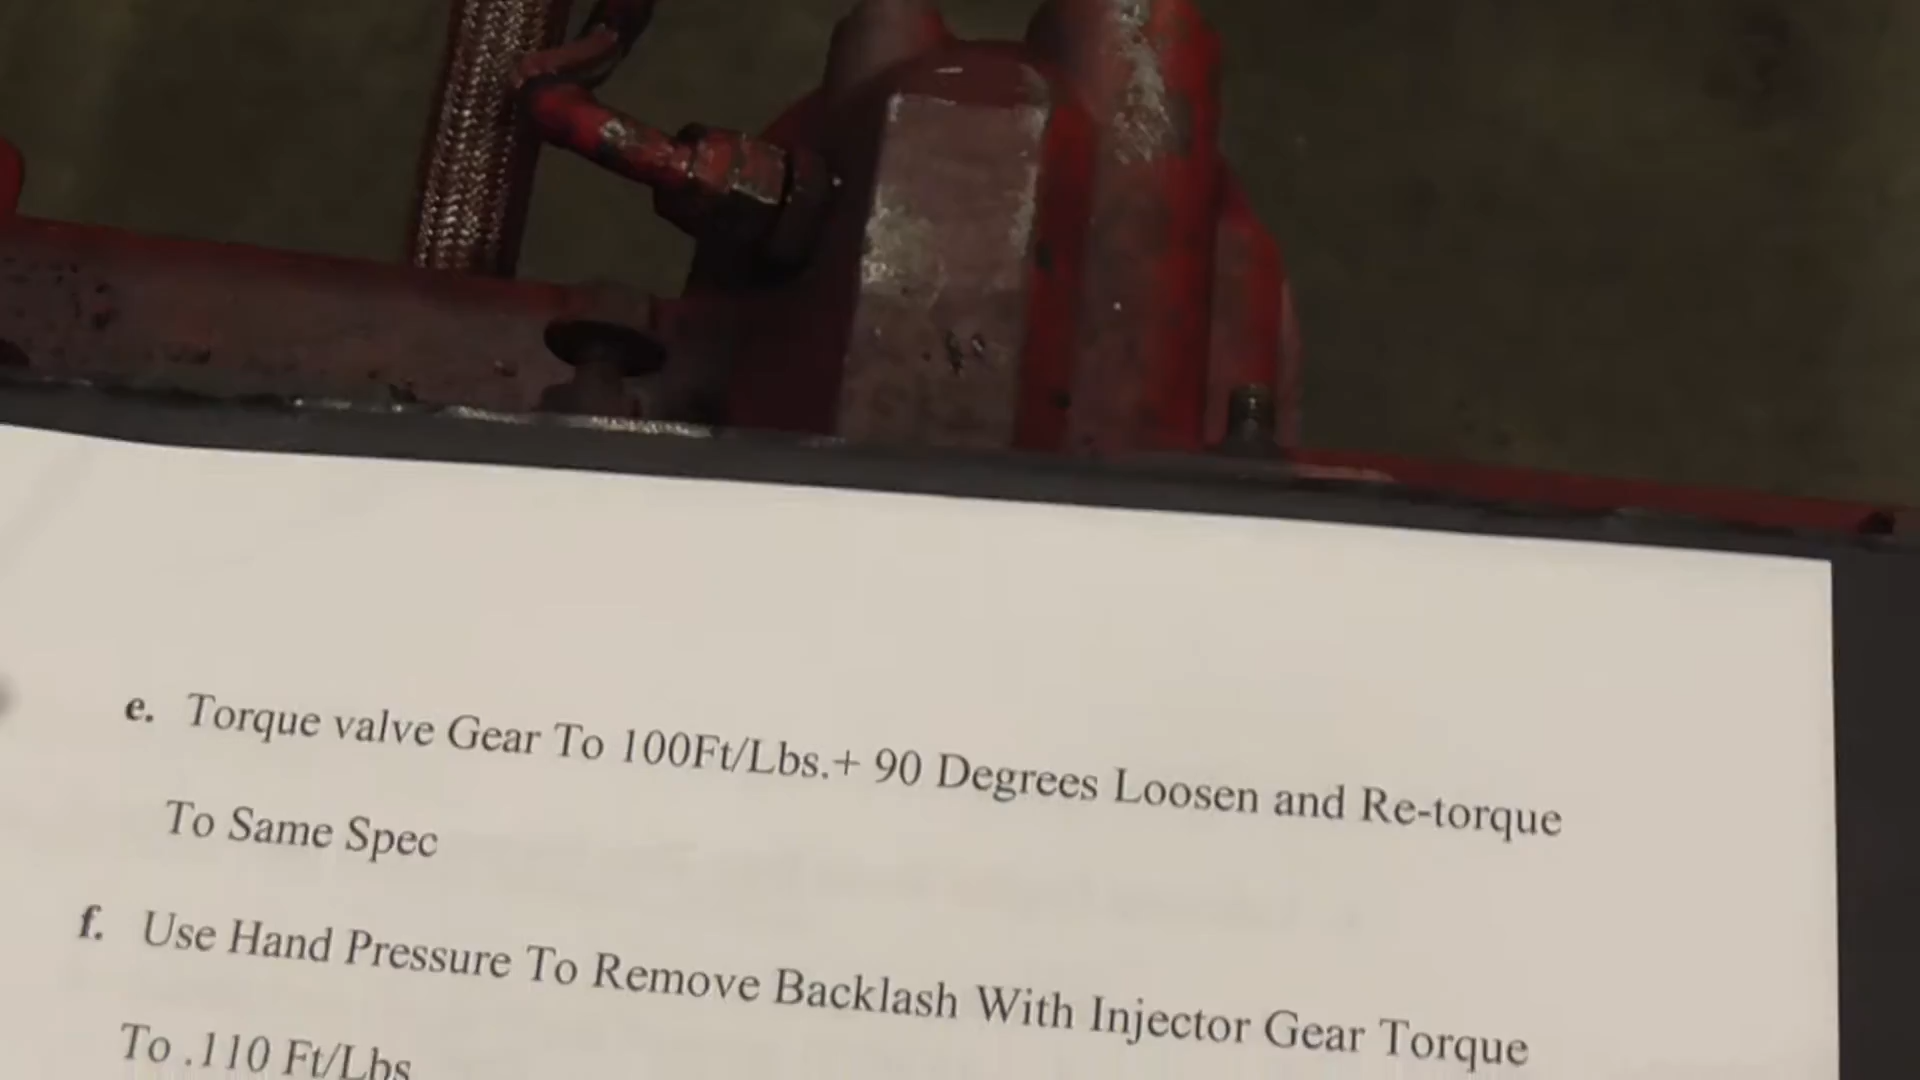 e. Torque valve Gear To 100Ft/Lbs.+ 90 Degrees Loosen and Re-torque
To Same Spec
f. Use Hand Pressure To Remove Backlash With Injector Gear Torque
To .110 Ft/Lbs